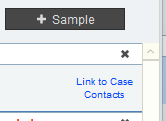 + Sample
Link to Case
Contacts